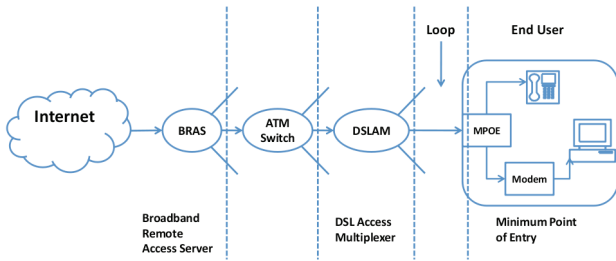 Loop
End User
Internet
BRAS
ATM
Switch
DSLAM
MPOE
Modem
Broadband
Remote
Access Server
DSL Access
Multiplexer
Minimum Point
of Entry